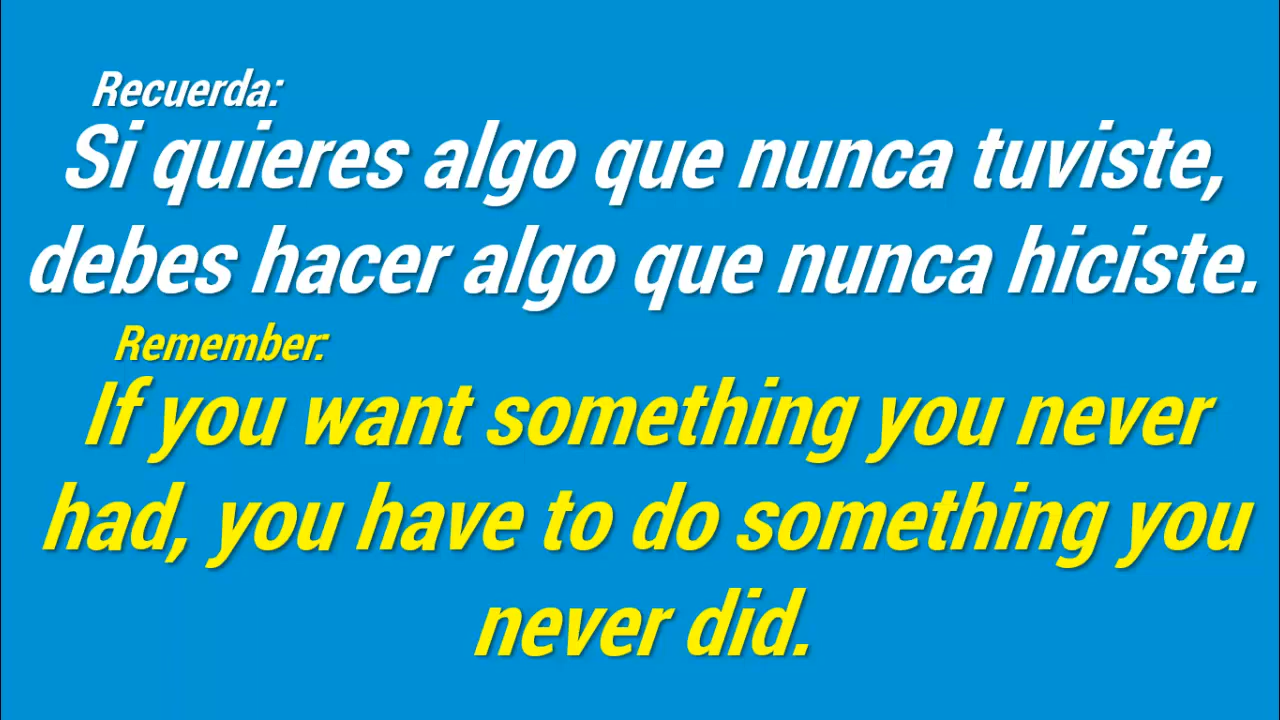 Recuerda:
Si quieres algo que nunca tuviste,
debes hacer algo que nunca hiciste.
Remember:
If you want something you never
had, you have to do something you
never did.